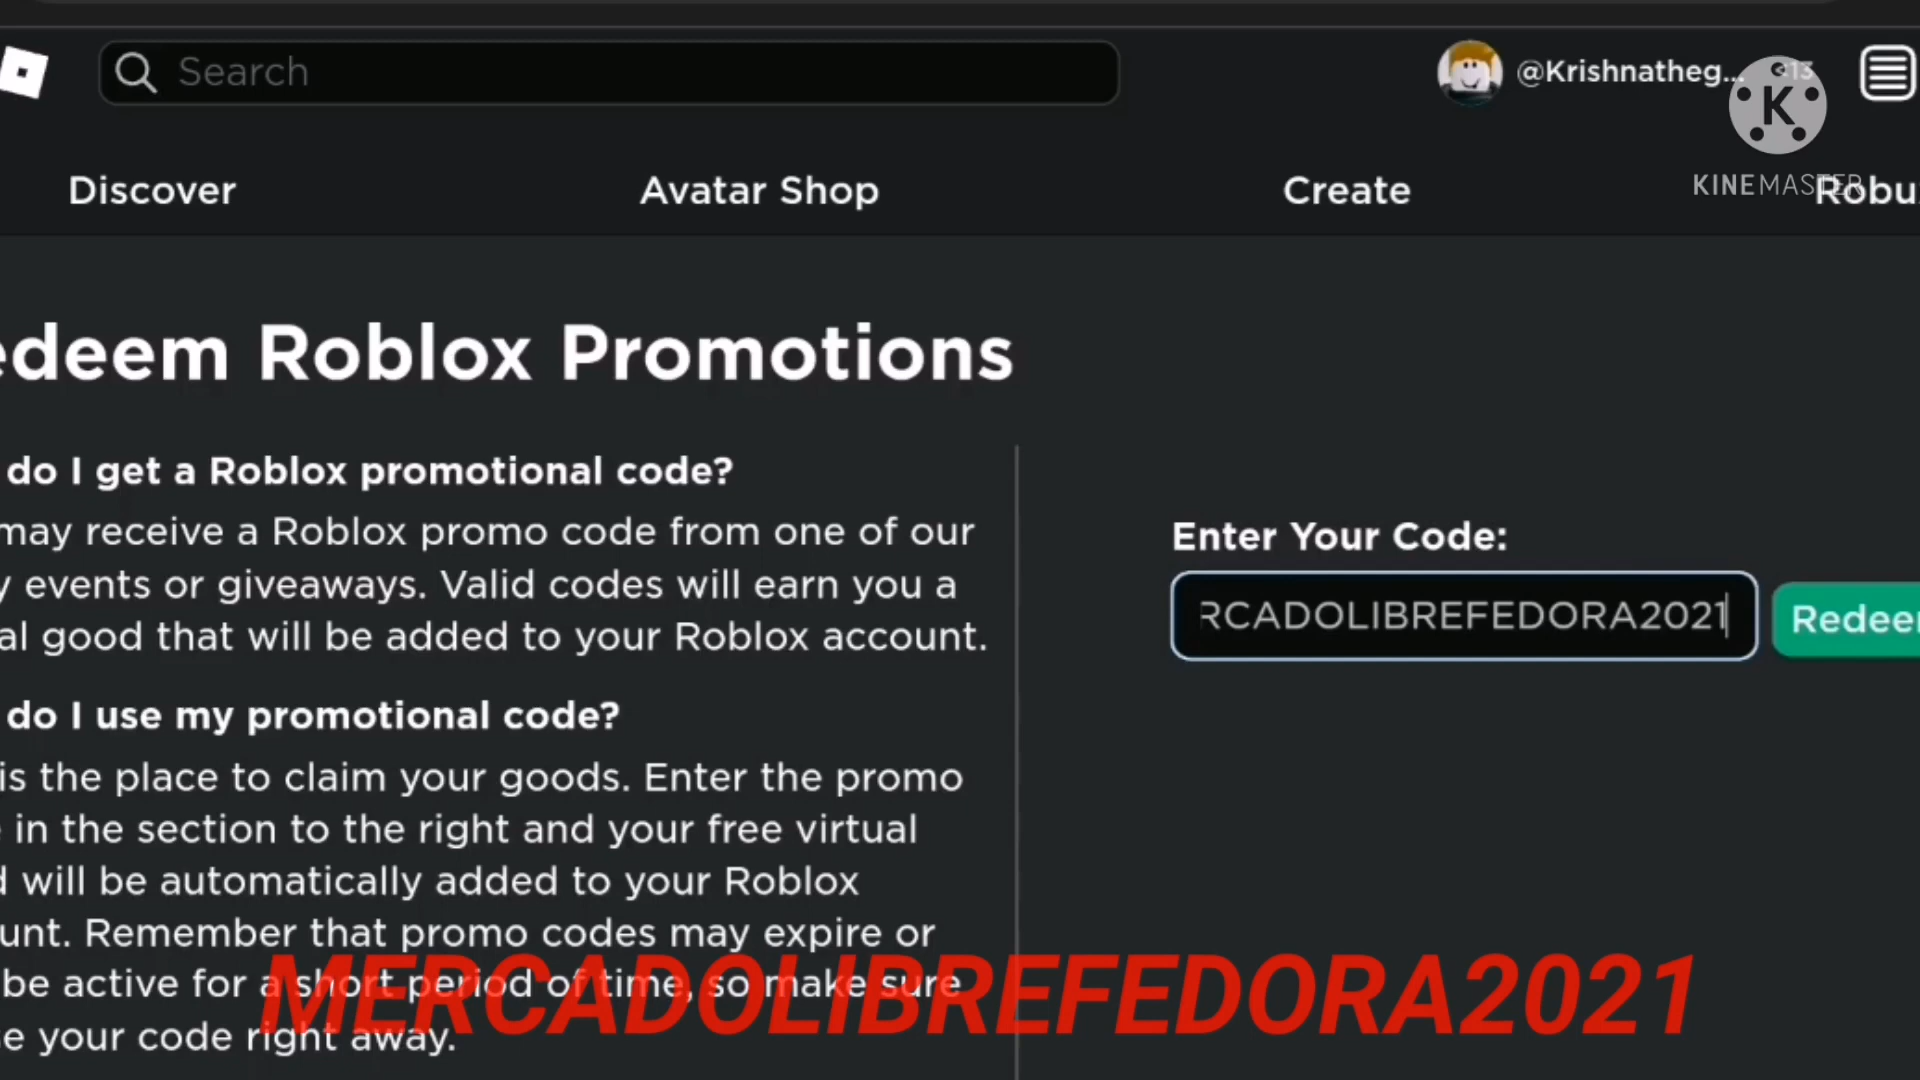 Search
@Krishnatheg...
<13
KINEMASTER
Discover
Avatar Shop
Create
Robu
edeem Roblox Promotions
do I get a Roblox promotional code?
may receive a Roblox promo code from one of our
y events or giveaways. Valid codes will earn you a
al good that will be added to your Roblox account.
Enter Your Code:
RCADOLIBREFEDORA2021
Redee
do I use my promotional code?
is the place to claim your goods. Enter the promo
in the section to the right and your free virtual
d will be automatically added to your Roblox
unt. Remember that promo codes may expire or
be active for a short period of time, so make sure
e your code right away.
MERCADOLIBREFEDORA2021